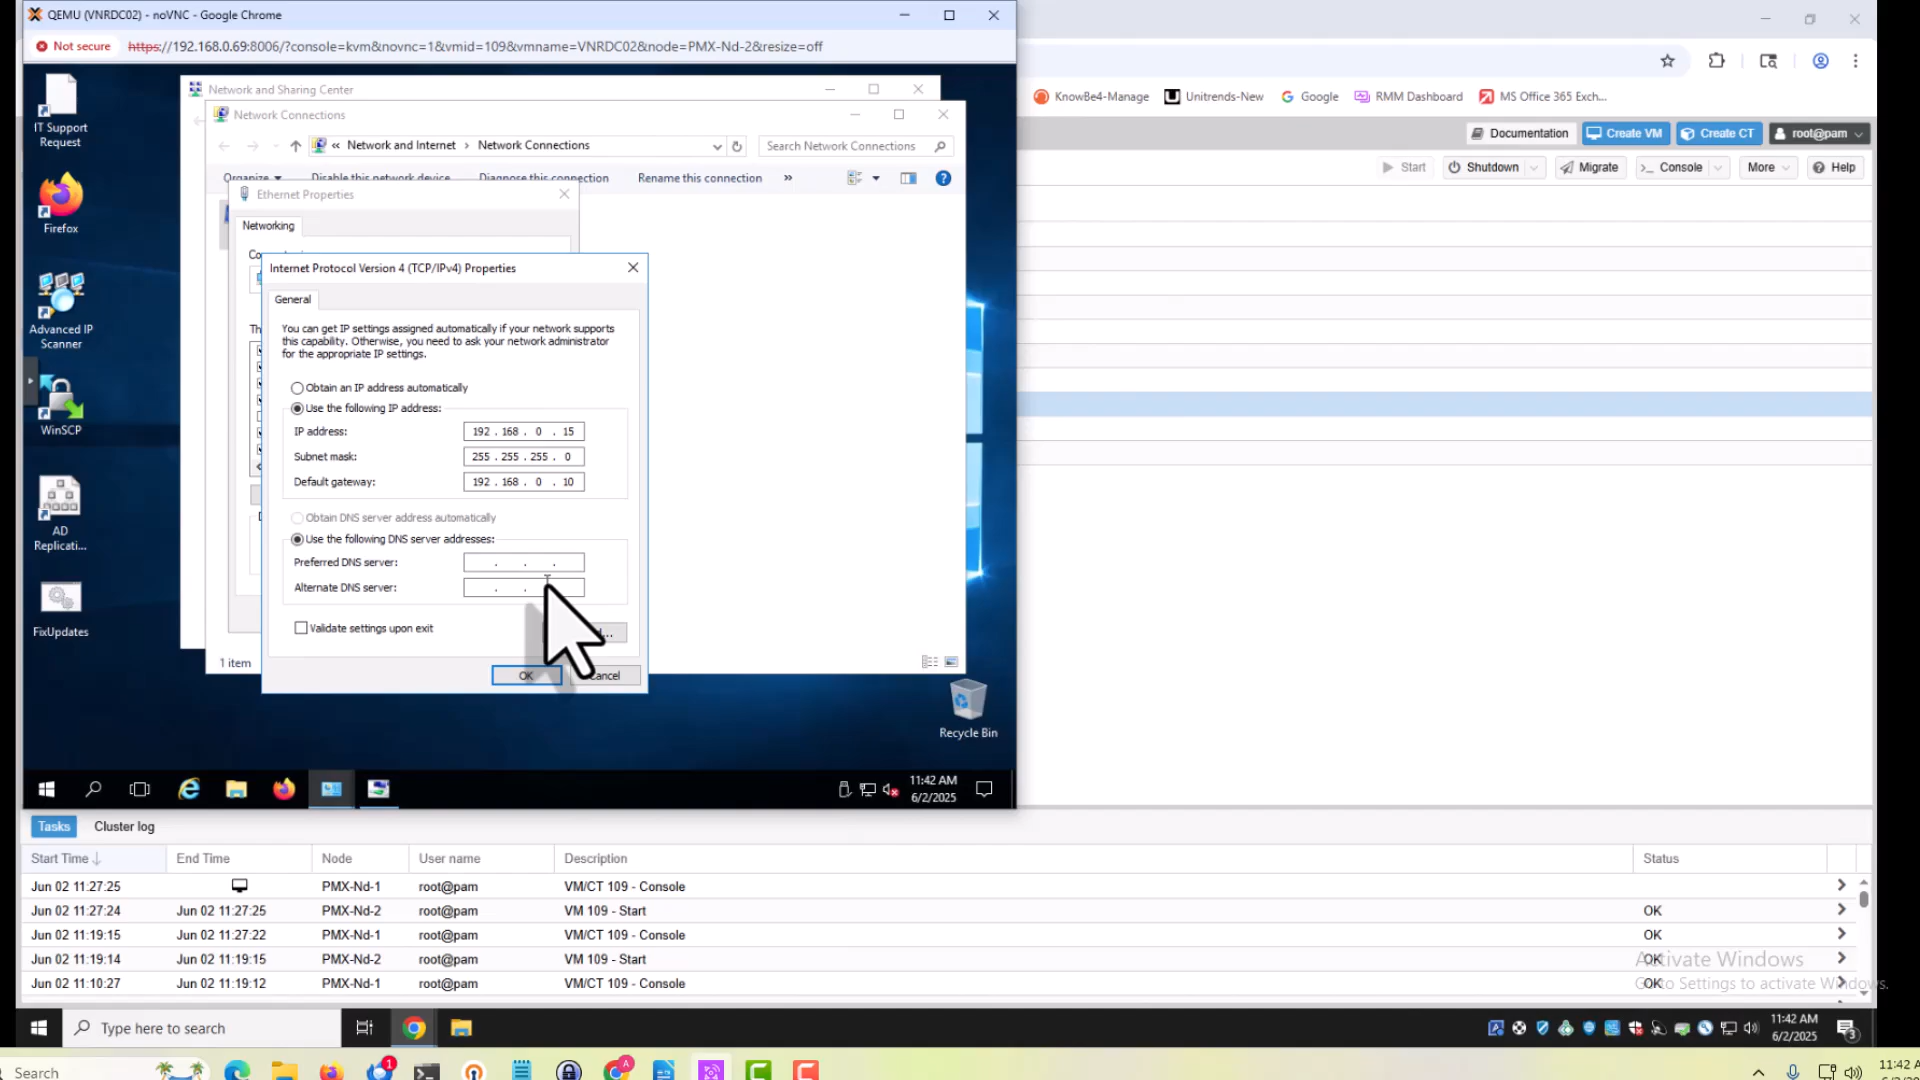 QEMU (VNRDC02) - noVNC - Google Chrome
Not secure https://192.168.0.69:8006/?console=kvm&novnc=1&vmid=109&vmname=VNRDC02&node=PMX-Nd-2&resize=off
KnowBe4-Manage Unitrends-New Google RMM Dashboard MS Office 365 Exch...
Documentation Create VM Create CT root@pam
Start Shutdown Migrate Console More Help
IT Support
Request
Firefox
Advanced IP
Scanner
WinSCP
AD
Replicati...
FixUpdates
Network and Sharing Center
Network Connections
« Network and Internet › Network Connections Search Network Connections
Organize Disable this network device Diagnose this connection Rename this connection »
Ethernet Properties
Networking
Internet Protocol Version 4 (TCP/IPv4) Properties
General
You can get IP settings assigned automatically if your network supports
this capability. Otherwise, you need to ask your network administrator
for the appropriate IP settings.
Obtain an IP address automatically
Use the following IP address:
IP address: 192 . 168 . 0 . 15
Subnet mask: 255 . 255 . 255 . 0
Default gateway: 192 . 168 . 0 . 10
Obtain DNS server address automatically
Use the following DNS server addresses:
Preferred DNS server: . . .
Alternate DNS server: . .
Validate settings upon exit
OK Cancel
1 item
Recycle Bin
11:42 AM
6/2/2025
Tasks Cluster log
Start Time End Time Node User name Description Status
Jun 02 11:27:25 PMX-Nd-1 root@pam VM/CT 109 - Console
Jun 02 11:27:24 Jun 02 11:27:25 PMX-Nd-2 root@pam VM 109 - Start OK
Jun 02 11:19:15 Jun 02 11:27:22 PMX-Nd-1 root@pam VM/CT 109 - Console OK
Jun 02 11:19:14 Jun 02 11:19:15 PMX-Nd-2 root@pam VM 109 - Start OK
Jun 02 11:10:27 Jun 02 11:19:12 PMX-Nd-1 root@pam VM/CT 109 - Console OK
Activate Windows
Go to Settings to activate Windows.
Type here to search
11:42 AM
6/2/2025
3
Search
1
A
11:42